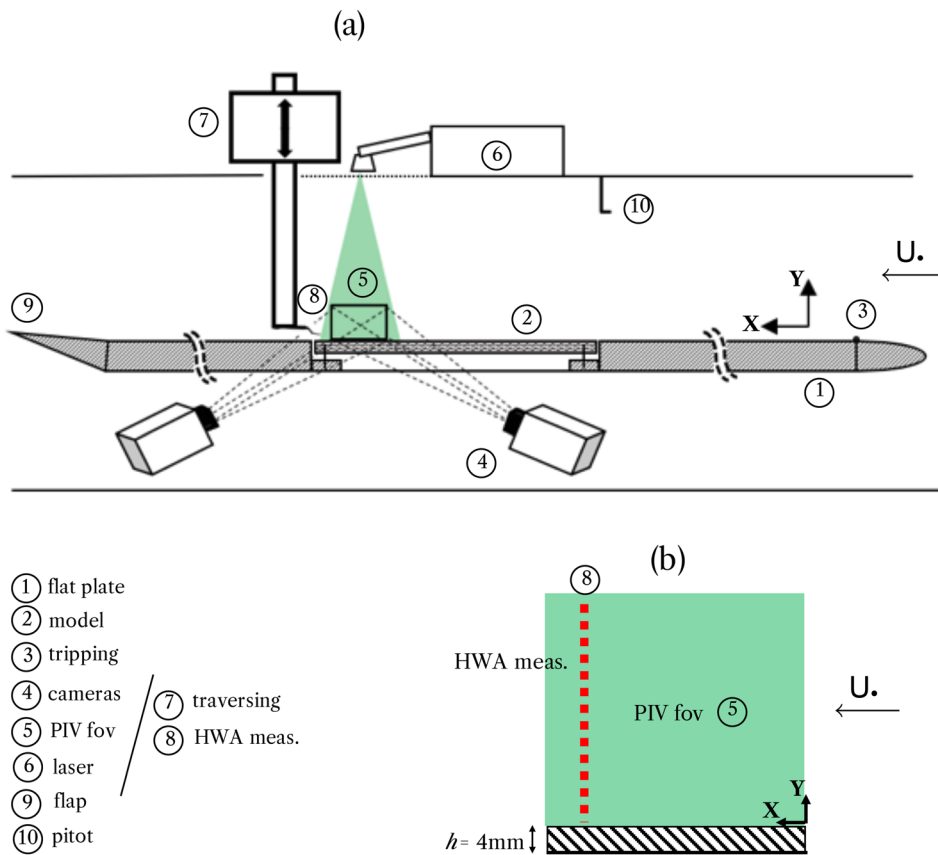 (a)
7
6
10
U.
5
8
9
2
Y
X
3
1
4
1 flat plate
2 model
3 tripping
4 cameras
5 PIV fov
6 laser
9 flap
10 pitot
7 traversing
8 HWA meas.
(b)
8
HWA meas.
PIV fov 5
U.
Y
X
h= 4mm